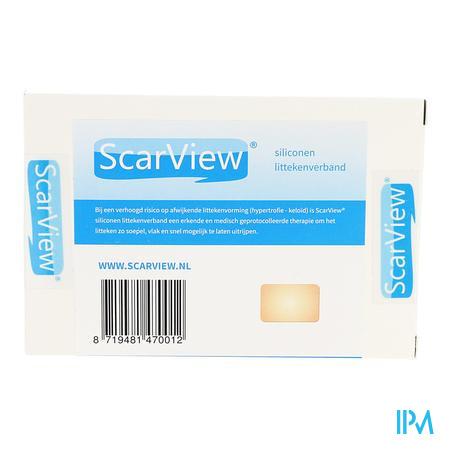 ScarView®
siliconen
littekenverband
Bij een verhoogd risico op afwijkende littekenvorming (hypertrofie - keloid) is ScarView®
siliconen littekenverband een erkende en medisch geprotocolleerde therapie om het
litteken zo soepel, vlak en snel mogelijk te laten uitrijpen.
WWW.SCARVIEW.NL
8 719481 470012
ScarView®
ScarView®
IPM